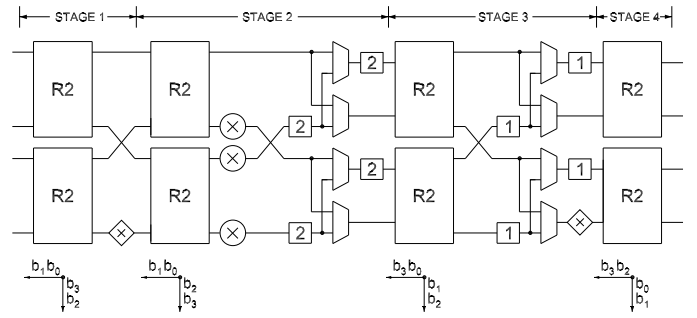 STAGE 1 STAGE 2 STAGE 3 STAGE 4
R2 R2 2 R2 1 R2
2 1
R2 R2 2 R2 1 R2
2 1
b₁b₀ b₁b₀ b₃b₀ b₃b₂
b₃ b₂ b₁ b₀
b₂ b₃ b₂ b₁